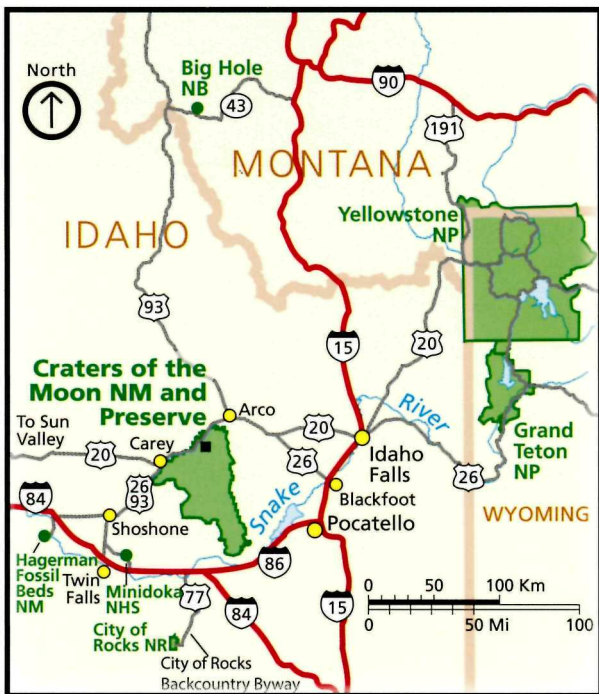 North
Big Hole
NB
43
90
191
MONTANA
Yellowstone
NP
IDAHO
93
15
20
Craters of the
Moon NM and
Preserve
Arco
To Sun
Valley
Carey
20
20
River
Idaho
Falls
Grand
Teton
NP
26
93
26
26
84
Blackfoot
Snake
Shoshone
Pocatello
WYOMING
Hagerman
Fossil
Beds
NM
Twin
Falls
Minidoka
NHS
86
77
84
15
0 100 Km
0 50 Mi 100
City of
Rocks NR
City of Rocks
Backcountry Byway